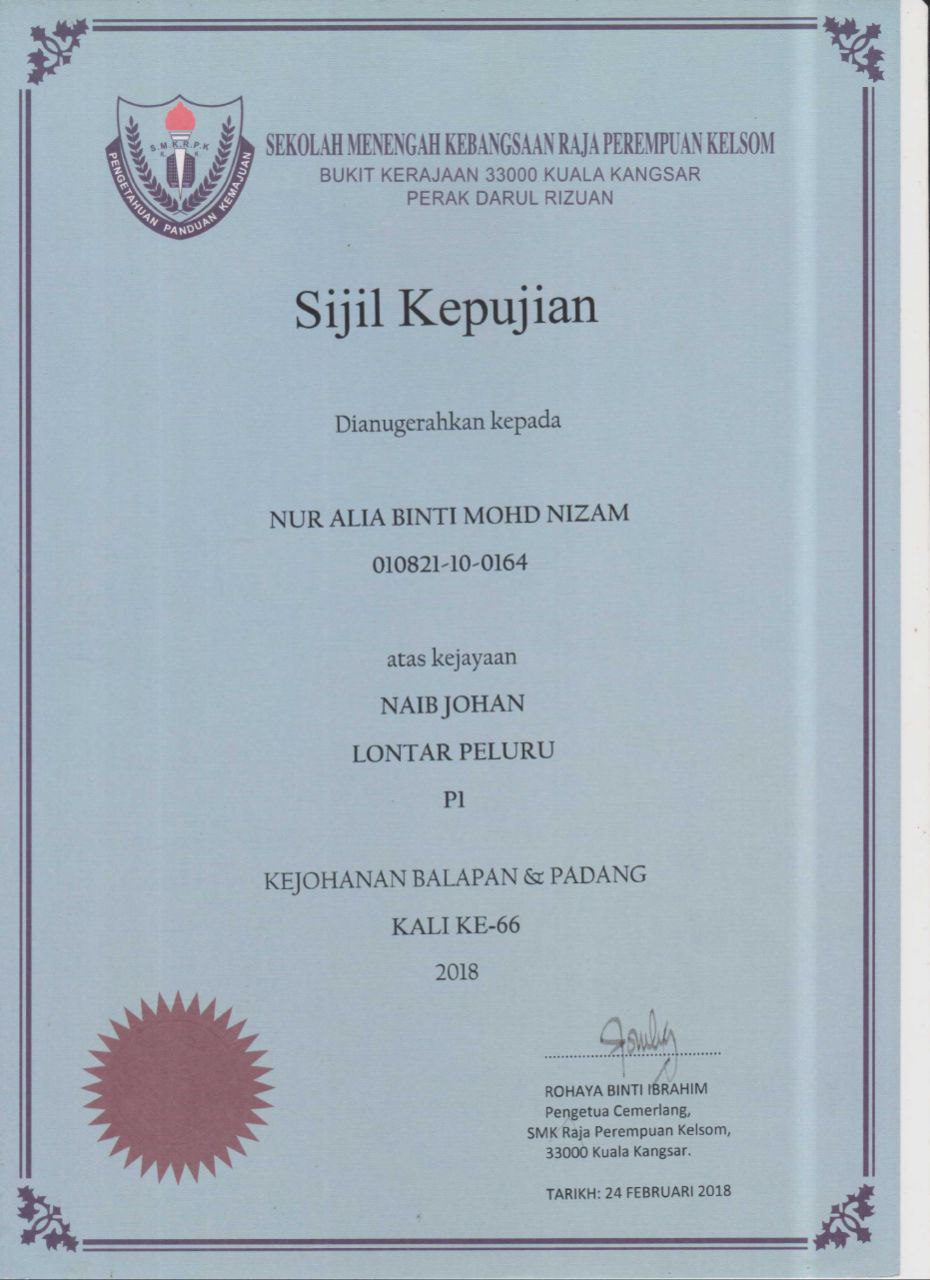 S.M.K.R.P.K
K. K.
PENGETAHUAN PANDUAN KEMAJUAN
SEKOLAH MENENGAH KEBANGSAAN RAJA PEREMPUAN KELSOM
BUKIT KERAJAAN 33000 KUALA KANGSAR
PERAK DARUL RIZUAN
Sijil Kepujian
Dianugerahkan kepada
NUR ALIA BINTI MOHD NIZAM
010821-10-0164
atas kejayaan
NAIB JOHAN
LONTAR PELURU
P1
KEJOHANAN BALAPAN & PADANG
KALI KE-66
2018
ROHAYA BINTI IBRAHIM
Pengetua Cemerlang,
SMK Raja Perempuan Kelsom,
33000 Kuala Kangsar.
TARIKH: 24 FEBRUARI 2018